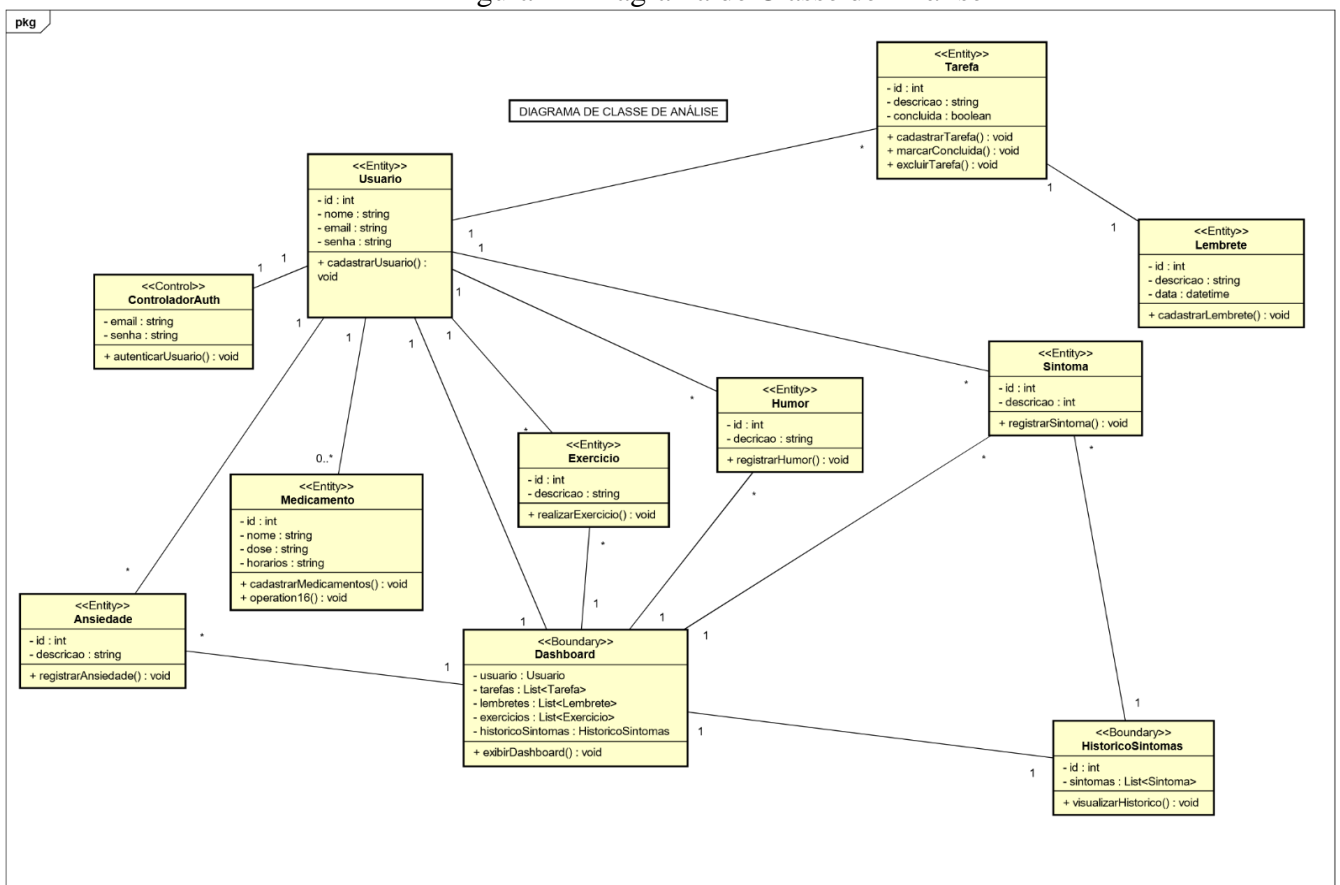 pkg
DIAGRAMA DE CLASSE DE ANÁLISE
<<Entity>>
Tarefa
- id : int
- descricao : string
- concluida : boolean
+ cadastrarTarefa() : void
+ marcarConcluida() : void
+ excluirTarefa() : void
*
1
1
<<Entity>>
Lembrete
- id : int
- descricao : string
- data : datetime
+ cadastrarLembrete() : void
<<Entity>>
Usuario
- id : int
- nome : string
- email : string
- senha : string
+ cadastrarUsuario() :
void
1
1
1
1
1
1
1
1
1
<<Control>>
ControladorAuth
- email : string
- senha : string
+ autenticarUsuario() : void
<<Entity>>
Sintoma
- id : int
- descricao : int
+ registrarSintoma() : void
*
*
*
<<Entity>>
Humor
- id : int
- decricao : string
+ registrarHumor() : void
*
*
<<Entity>>
Exercicio
- id : int
- descricao : string
+ realizarExercicio() : void
*
*
0..*
<<Entity>>
Medicamento
- id : int
- nome : string
- dose : string
- horarios : string
+ cadastrarMedicamentos() : void
+ operation16() : void
*
<<Entity>>
Ansiedade
- id : int
- descricao : string
+ registrarAnsiedade() : void
*
1
1
1
1
1
<<Boundary>>
Dashboard
- usuario : Usuario
- tarefas : List<Tarefa>
- lembretes : List<Lembrete>
- exercicios : List<Exercicio>
- historicoSintomas : HistoricoSintomas
+ exibirDashboard() : void
1
1
1
<<Boundary>>
HistoricoSintomas
- id : int
- sintomas : List<Sintoma>
+ visualizarHistorico() : void